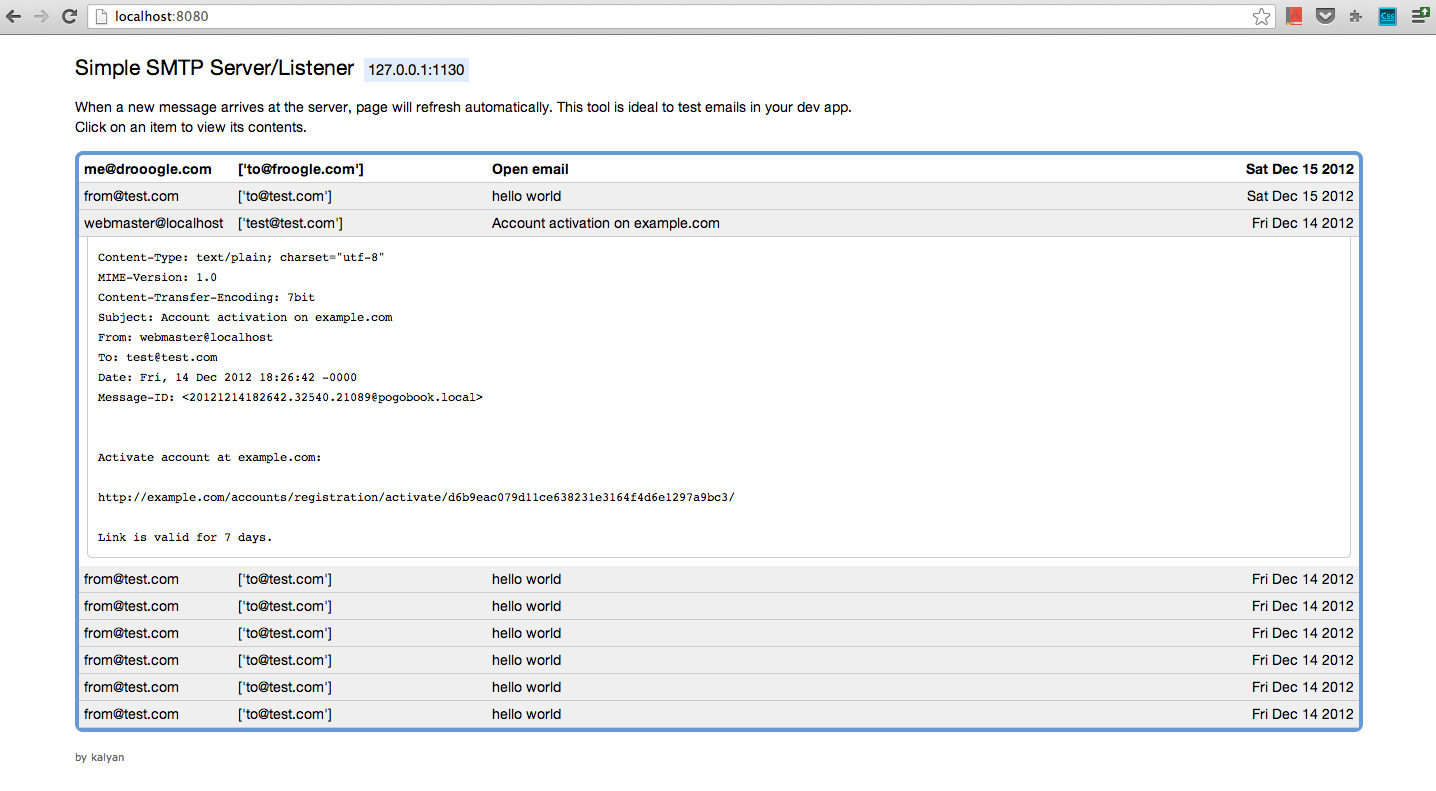 localhost:8080
Simple SMTP Server/Listener 127.0.0.1:1130
When a new message arrives at the server, page will refresh automatically. This tool is ideal to test emails in your dev app.
Click on an item to view its contents.
me@drooogle.com ['to@froogle.com'] Open email Sat Dec 15 2012
from@test.com ['to@test.com'] hello world Sat Dec 15 2012
webmaster@localhost ['test@test.com'] Account activation on example.com Fri Dec 14 2012
Content-Type: text/plain; charset="utf-8"
MIME-Version: 1.0
Content-Transfer-Encoding: 7bit
Subject: Account activation on example.com
From: webmaster@localhost
To: test@test.com
Date: Fri, 14 Dec 2012 18:26:42 -0000
Message-ID: <20121214182642.32540.21089@pogobook.local>
Activate account at example.com:
http://example.com/accounts/registration/activate/d6b9eac079d11ce638231e3164f4d6e1297a9bc3/
Link is valid for 7 days.
from@test.com ['to@test.com'] hello world Fri Dec 14 2012
from@test.com ['to@test.com'] hello world Fri Dec 14 2012
from@test.com ['to@test.com'] hello world Fri Dec 14 2012
from@test.com ['to@test.com'] hello world Fri Dec 14 2012
from@test.com ['to@test.com'] hello world Fri Dec 14 2012
from@test.com ['to@test.com'] hello world Fri Dec 14 2012
by kalyan